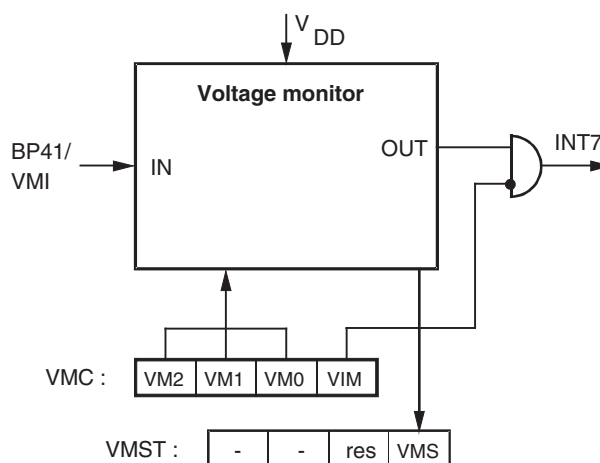 V
DD
Voltage monitor
BP41/
VMI
IN
OUT
INT7
VMC :
VM2 VM1 VM0 VIM
VMST :
- - res VMS